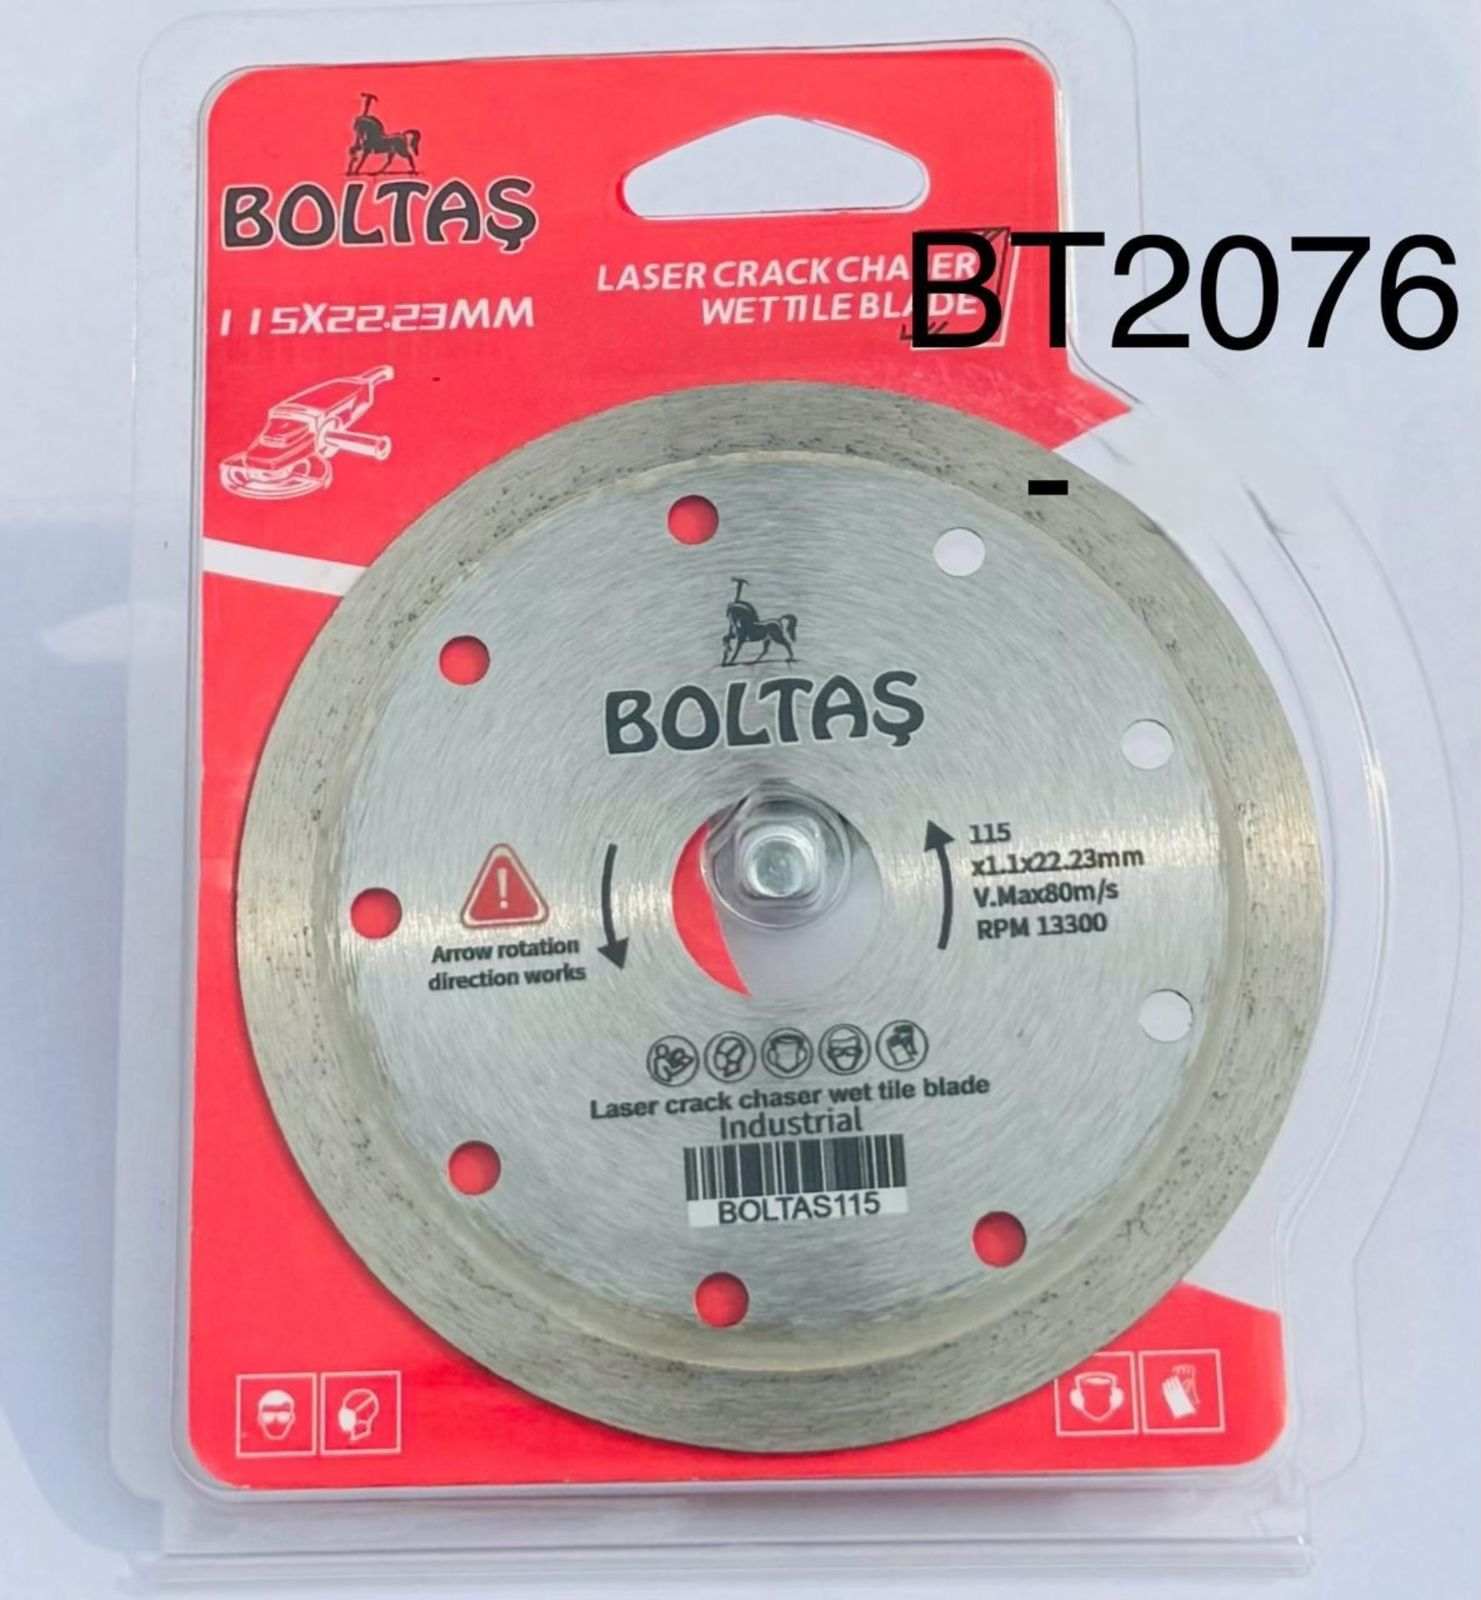 BOLTAŞ
115X22.23MM
LASER CRACK CHASER
WET TILE BLADE
BT2076
-
BOLTAŞ
115
x1.1x22.23mm
V.Max80m/s
RPM 13300
!
Arrow rotation
direction works
Laser crack chaser wet tile blade
Industrial
BOLTAS115